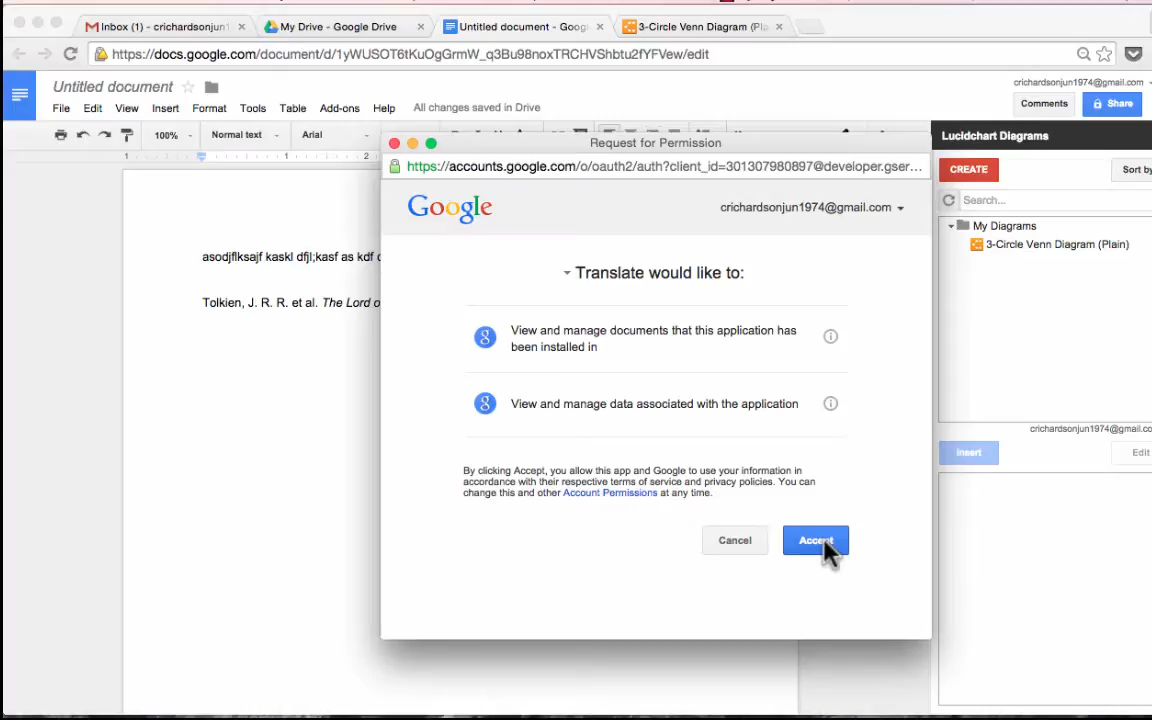 Inbox (1) - crichardsonjun1
My Drive - Google Drive
Untitled document - Goog
3-Circle Venn Diagram (Pla
https://docs.google.com/document/d/1yWUSOT6tKuOgGrmW_q3Bu98noxTRCHVShbtu2fYFVew/edit
Untitled document
crichardsonjun1974@gmail.com
File Edit View Insert Format Tools Table Add-ons Help All changes saved in Drive
Comments
Share
100% Normal text Arial
Request for Permission
Lucidchart Diagrams
1 1 2
https://accounts.google.com/o/oauth2/auth?client_id=301307980897@developer.gser...
CREATE
Sort by
Google
crichardsonjun1974@gmail.com
Search...
My Diagrams
3-Circle Venn Diagram (Plain)
asodjflksajf kaskl dfjl;kasf as kdf
Translate would like to:
Tolkien, J. R. R. et al. The Lord o
8 View and manage documents that this application has
been installed in
i
8 View and manage data associated with the application
i
crichardsonjun1974@gmail.com
Insert
Edit
By clicking Accept, you allow this app and Google to use your information in
accordance with their respective terms of service and privacy policies. You can
change this and other Account Permissions at any time.
Cancel
Accept